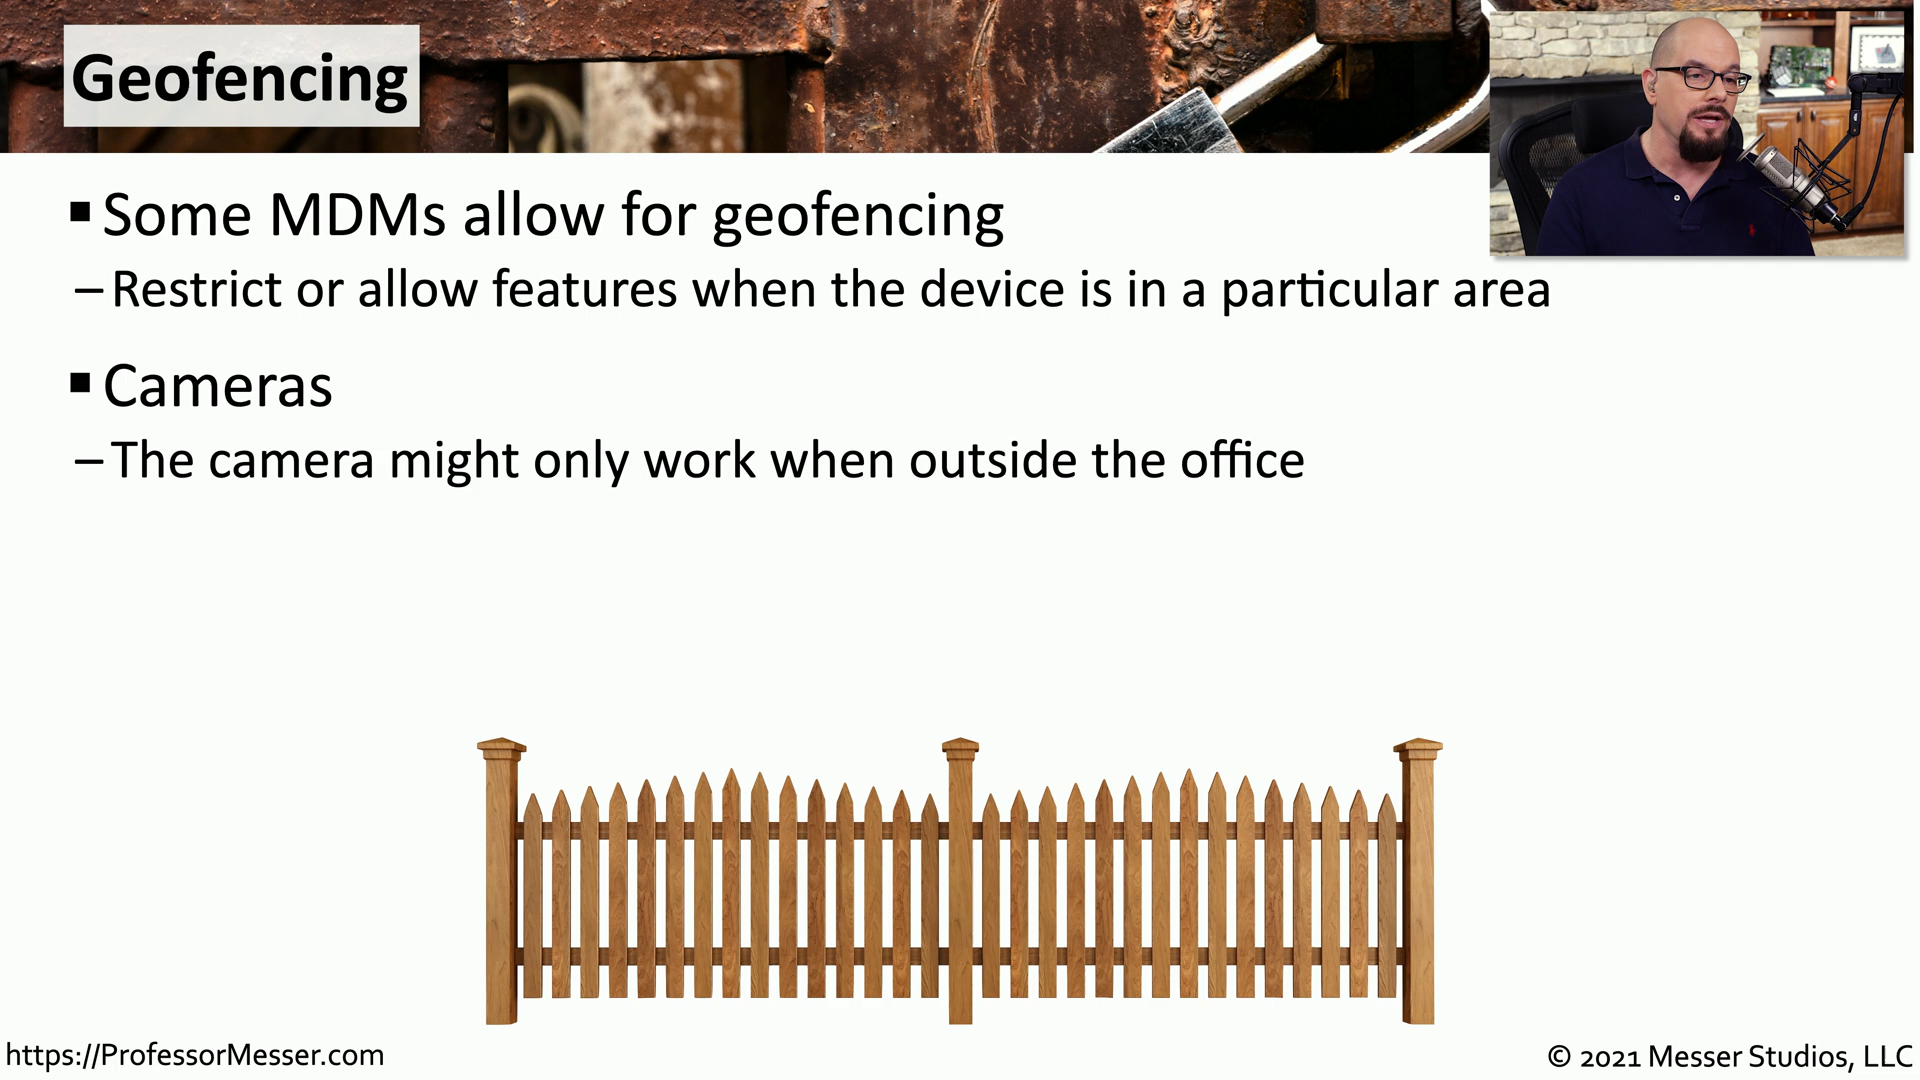 Geofencing
▪ Some MDMs allow for geofencing
– Restrict or allow features when the device is in a particular area
▪ Cameras
– The camera might only work when outside the office
https://ProfessorMesser.com
© 2021 Messer Studios, LLC